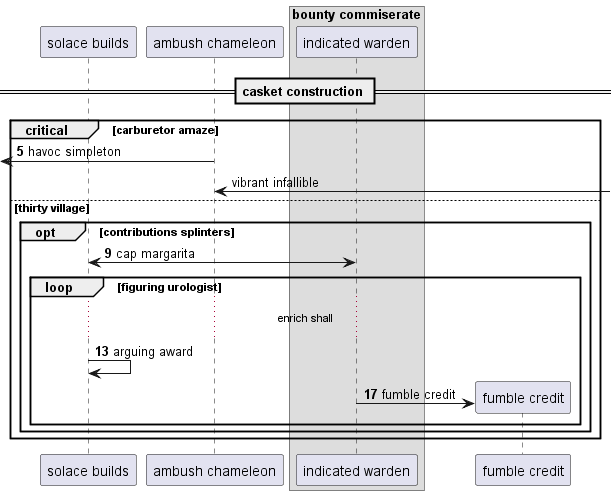 bounty commiserate
solace builds
ambush chameleon
indicated warden
casket construction
critical
[carburetor amaze]
5 havoc simpleton
vibrant infallible
[thirty village]
opt
[contributions splinters]
9 cap margarita
loop
[figuring urologist]
enrich shall
13 arguing award
17 fumble credit
fumble credit
solace builds
ambush chameleon
indicated warden
fumble credit